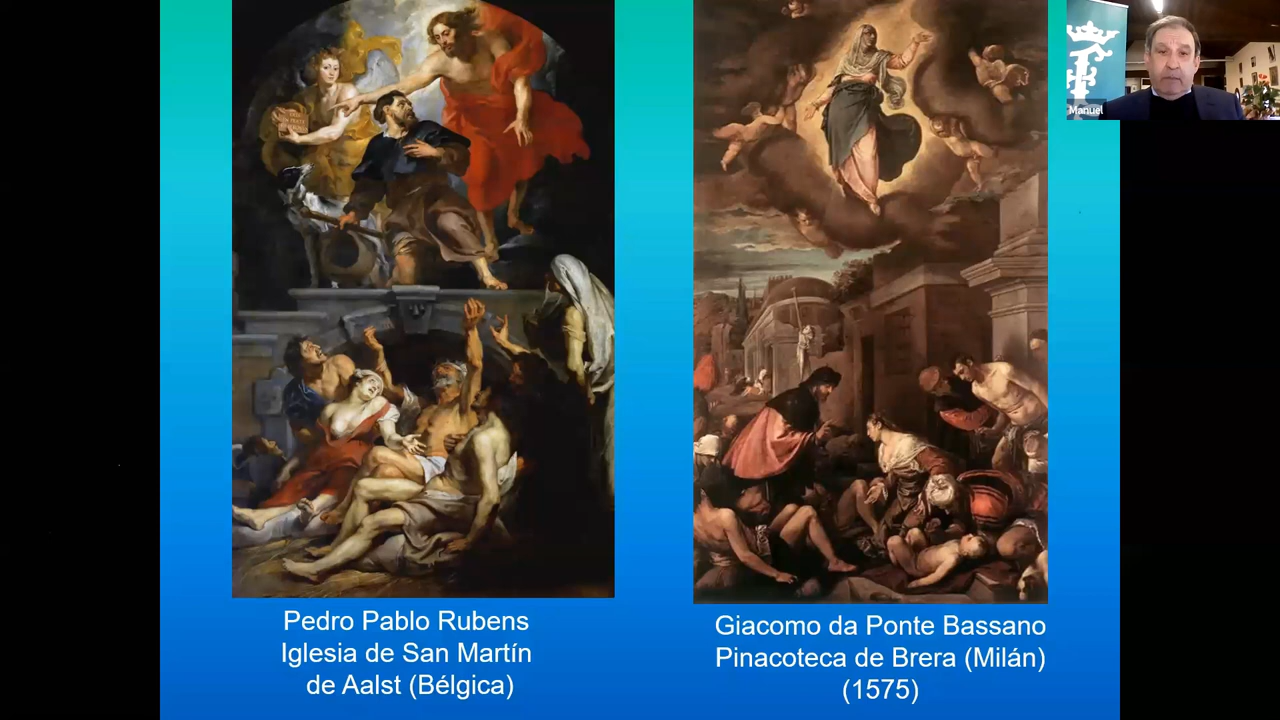 Manuel
Pedro Pablo Rubens
Iglesia de San Martín
de Aalst (Bélgica)
Giacomo da Ponte Bassano
Pinacoteca de Brera (Milán)
(1575)